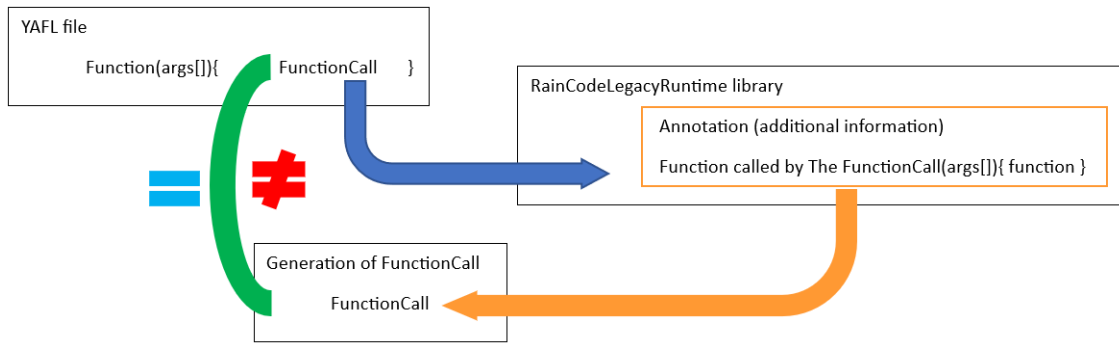 YAFL file
Function(args[]){ FunctionCall }
RainCodeLegacyRuntime library
Annotation (additional information)
Function called by The FunctionCall(args[]){ function }
= ≠
Generation of FunctionCall
FunctionCall